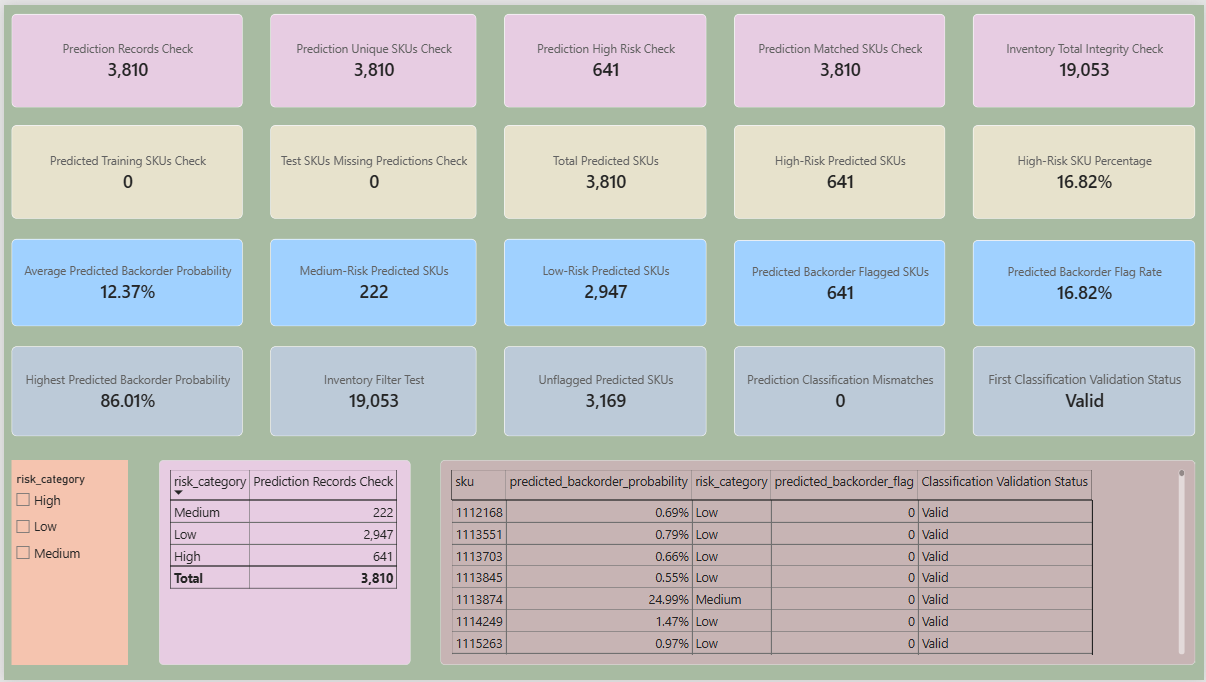 Prediction Records Check
3,810
Prediction Unique SKUs Check
3,810
Prediction High Risk Check
641
Prediction Matched SKUs Check
3,810
Inventory Total Integrity Check
19,053
Predicted Training SKUs Check
0
Test SKUs Missing Predictions Check
0
Total Predicted SKUs
3,810
High-Risk Predicted SKUs
641
High-Risk SKU Percentage
16.82%
Average Predicted Backorder Probability
12.37%
Medium-Risk Predicted SKUs
222
Low-Risk Predicted SKUs
2,947
Predicted Backorder Flagged SKUs
641
Predicted Backorder Flag Rate
16.82%
Highest Predicted Backorder Probability
86.01%
Inventory Filter Test
19,053
Unflagged Predicted SKUs
3,169
Prediction Classification Mismatches
0
First Classification Validation Status
Valid
risk_category
High
Low
Medium
risk_category Prediction Records Check
Medium 222
Low 2,947
High 641
Total 3,810
sku predicted_backorder_probability risk_category predicted_backorder_flag Classification Validation Status
1112168 0.69% Low 0 Valid
1113551 0.79% Low 0 Valid
1113703 0.66% Low 0 Valid
1113845 0.55% Low 0 Valid
1113874 24.99% Medium 0 Valid
1114249 1.47% Low 0 Valid
1115263 0.97% Low 0 Valid